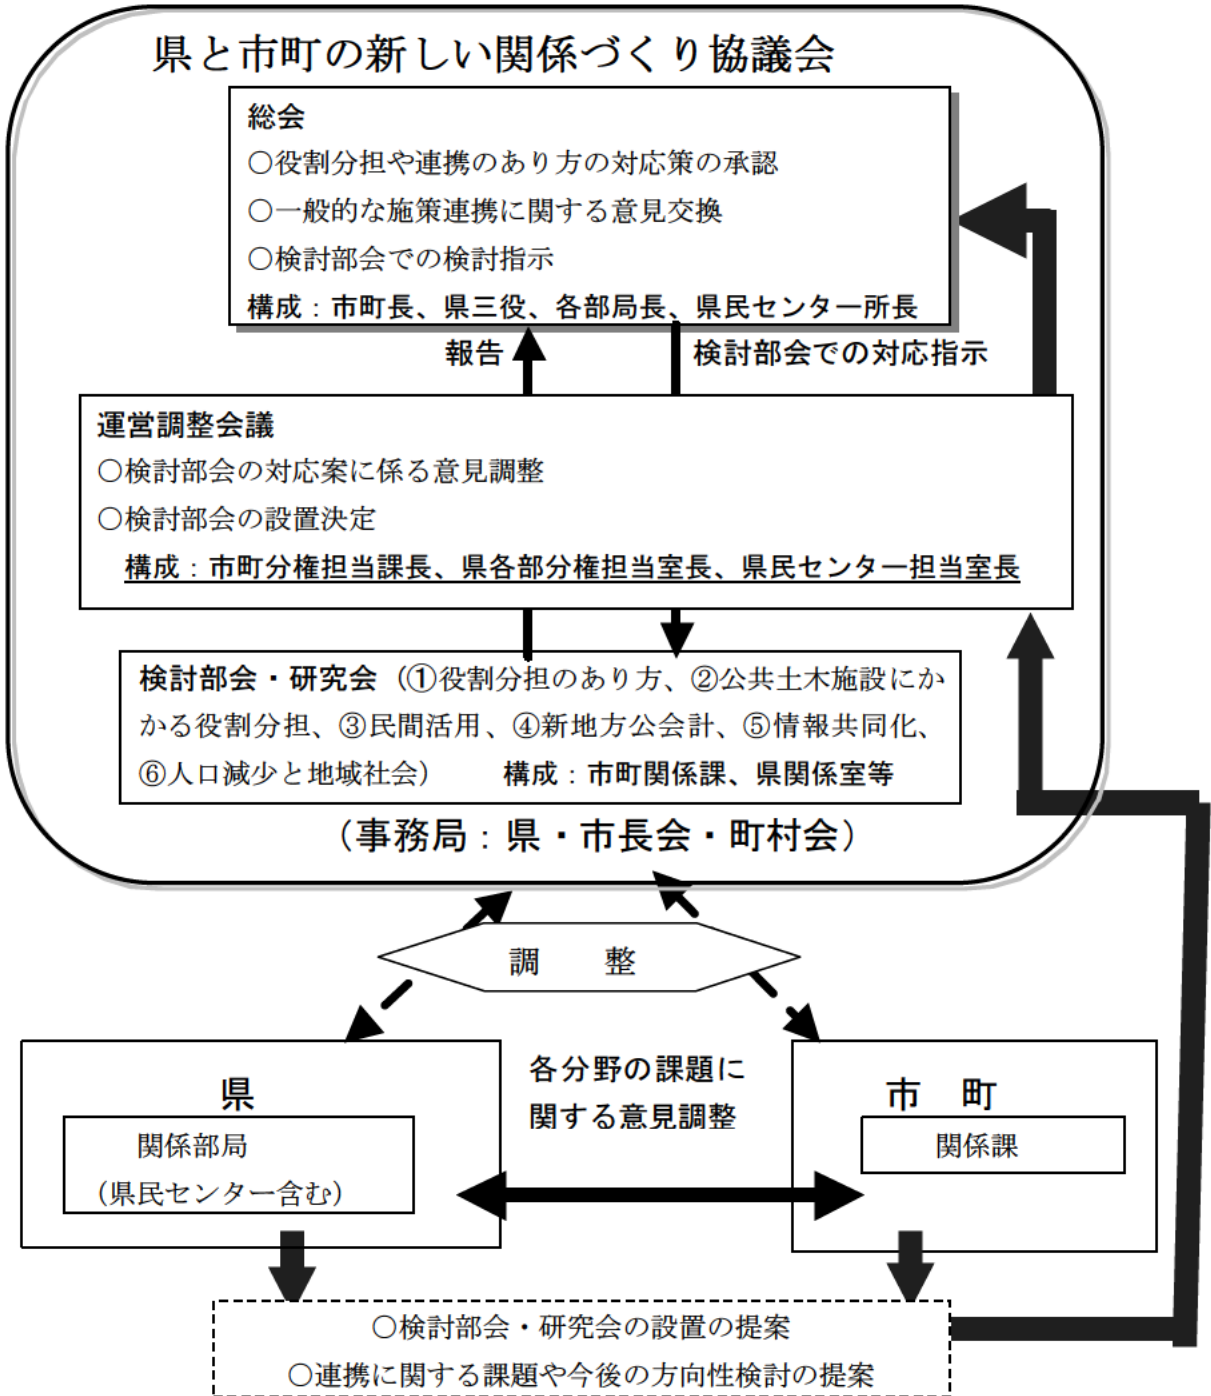 県と市町の新しい関係づくり協議会
総会
○役割分担や連携のあり方の対応策の承認
○一般的な施策連携に関する意見交換
○検討部会での検討指示
構成：市町長、県三役、各部局長、県民センター所長
報告
検討部会での対応指示
運営調整会議
○検討部会の対応案に係る意見調整
○検討部会の設置決定
構成：市町分権担当課長、県各部分権担当室長、県民センター担当室長
検討部会・研究会（①役割分担のあり方、②公共土木施設にか
かる役割分担、③民間活用、④新地方公会計、⑤情報共同化、
⑥人口減少と地域社会）　構成：市町関係課、県関係室等
（事務局：県・市長会・町村会）
調　整
県
関係部局
（県民センター含む）
各分野の課題に
関する意見調整
市　町
関係課
○検討部会・研究会の設置の提案
○連携に関する課題や今後の方向性検討の提案